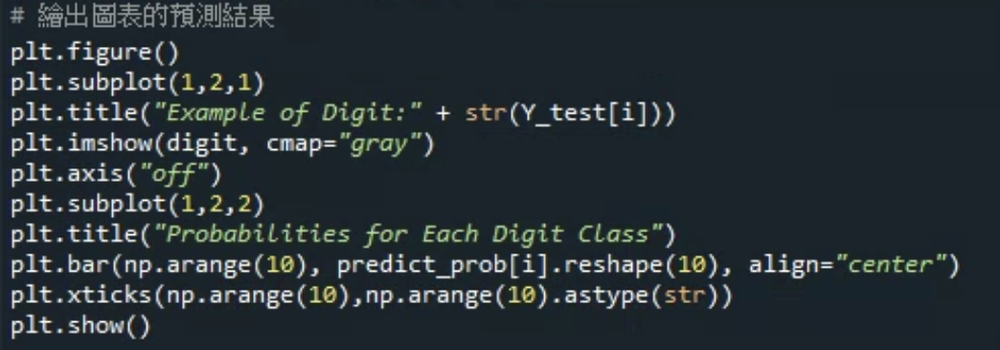 # 繪出圖表的預測結果
plt.figure()
plt.subplot(1,2,1)
plt.title("Example of Digit:" + str(Y_test[i]))
plt.imshow(digit, cmap="gray")
plt.axis("off")
plt.subplot(1,2,2)
plt.title("Probabilities for Each Digit Class")
plt.bar(np.arange(10), predict_prob[i].reshape(10), align="center")
plt.xticks(np.arange(10),np.arange(10).astype(str))
plt.show()